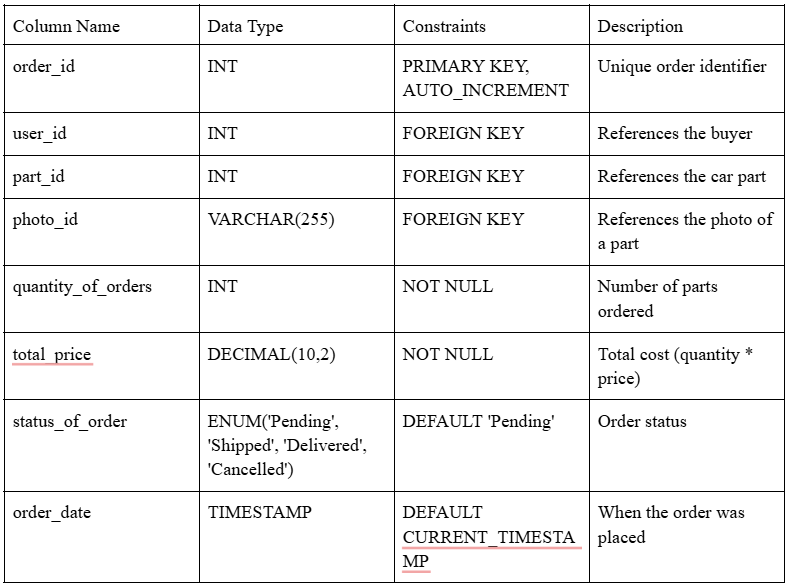 Column Name
Data Type
Constraints
Description
order_id
INT
PRIMARY KEY,
AUTO_INCREMENT
Unique order identifier
user_id
INT
FOREIGN KEY
References the buyer
part_id
INT
FOREIGN KEY
References the car part
photo_id
VARCHAR(255)
FOREIGN KEY
References the photo of
a part
quantity_of_orders
INT
NOT NULL
Number of parts
ordered
total_price
DECIMAL(10,2)
NOT NULL
Total cost (quantity *
price)
status_of_order
ENUM('Pending',
'Shipped', 'Delivered',
'Cancelled')
DEFAULT 'Pending'
Order status
order_date
TIMESTAMP
DEFAULT
CURRENT_TIMESTA
MP
When the order was
placed